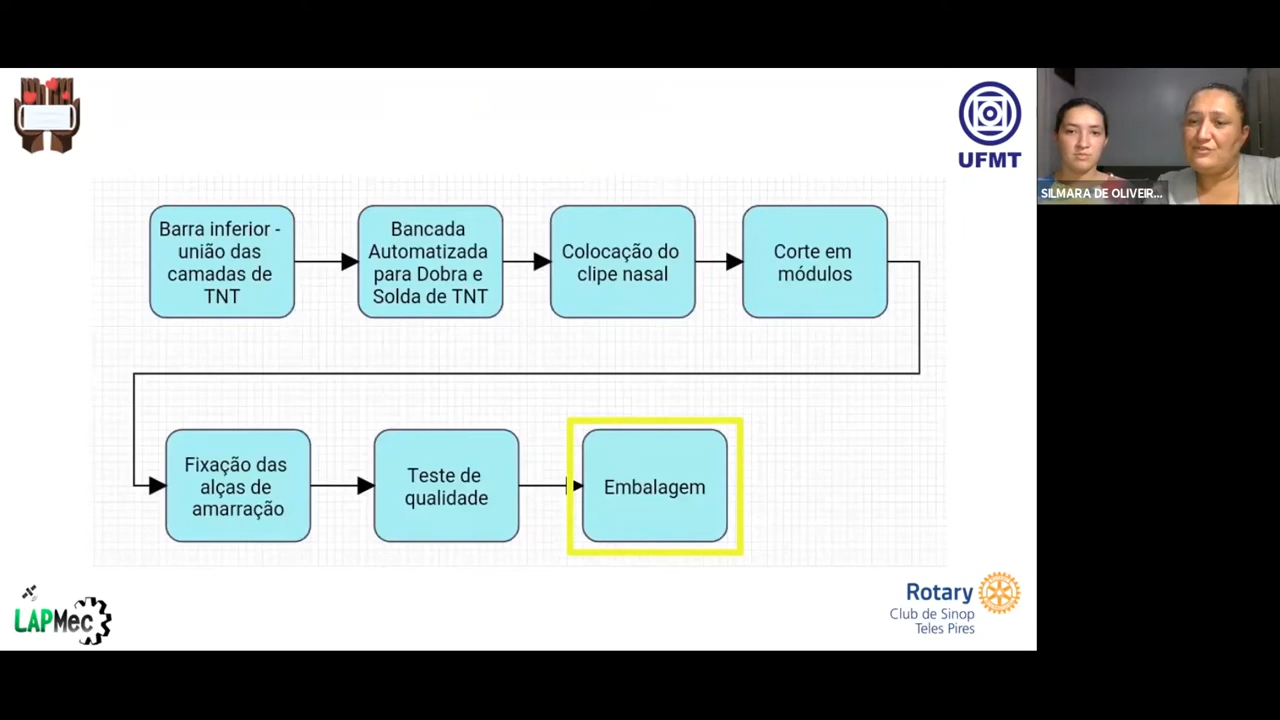 UFMT
SILMARA DE OLIVEIR...
Barra inferior -
união das
camadas de
TNT
Bancada
Automatizada
para Dobra e
Solda de TNT
Colocação do
clipe nasal
Corte em
módulos
Fixação das
alças de
amarração
Teste de
qualidade
Embalagem
LAPMec
Rotary
Club de Sinop
Teles Pires